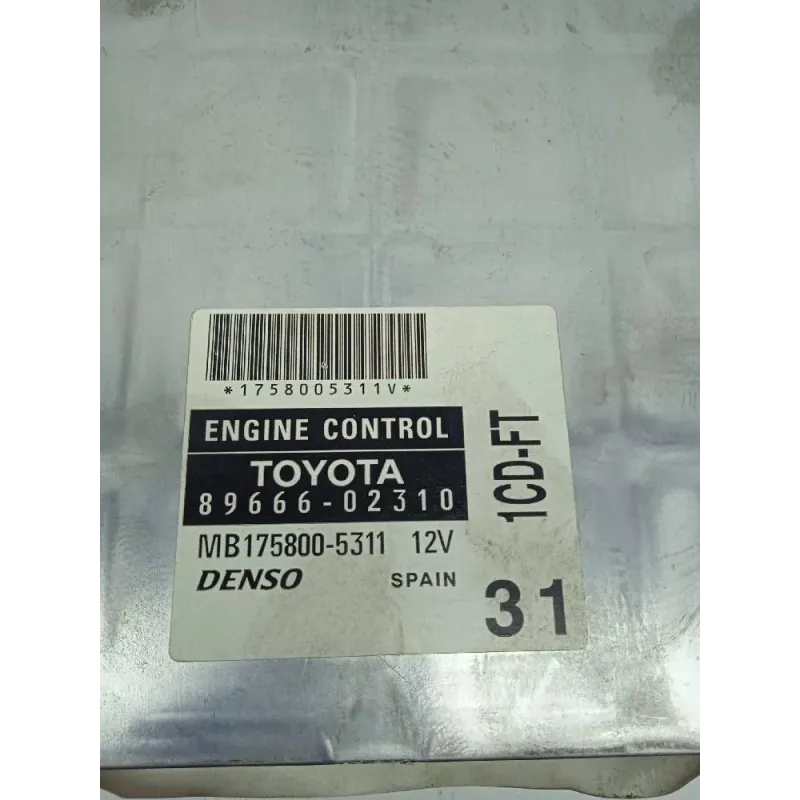 *1758005311V*
ENGINE CONTROL
TOYOTA
89666-02310
MB175800-5311 12V
DENSO SPAIN
1CD-FT
31